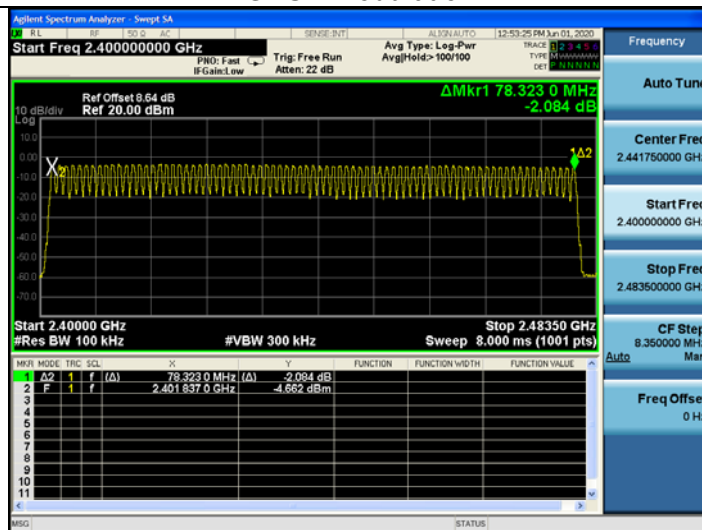 Agilent Spectrum Analyzer - Swept SA
RL RF 50 Ω AC SENSE:INT ALIGN AUTO 12:53:25 PM Jun 01, 2020
Start Freq 2.400000000 GHz
PNO: Fast
IFGain:Low
Trig: Free Run
Atten: 22 dB
Avg Type: Log-Pwr
Avg|Hold:> 100/100
TRACE 1 2 3 4 5 6
TYPE
DET P N N N N N
Ref Offset 8.64 dB
Ref 20.00 dBm
ΔMkr1 78.323 0 MHz
-2.084 dB
10 dB/div
Log
10.0
0.00
-10.0
-20.0
-30.0
-40.0
-50.0
-60.0
-70.0
X2
1Δ2
Start 2.40000 GHz
Stop 2.48350 GHz
#Res BW 100 kHz
#VBW 300 kHz
Sweep 8.000 ms (1001 pts)
MKR MODE TRC SCL X Y FUNCTION FUNCTION WIDTH FUNCTION VALUE
1 Δ2 1 f (Δ) 78.323 0 MHz (Δ) -2.084 dB
2 F 1 f 2.401 837 0 GHz -4.662 dBm
3
4
5
6
7
8
9
10
11
MSG
STATUS
Frequency
Auto Tune
Center Freq
2.441750000 GHz
Start Freq
2.400000000 GHz
Stop Freq
2.483500000 GHz
CF Step
8.350000 MHz
Auto Man
Freq Offset
0 Hz